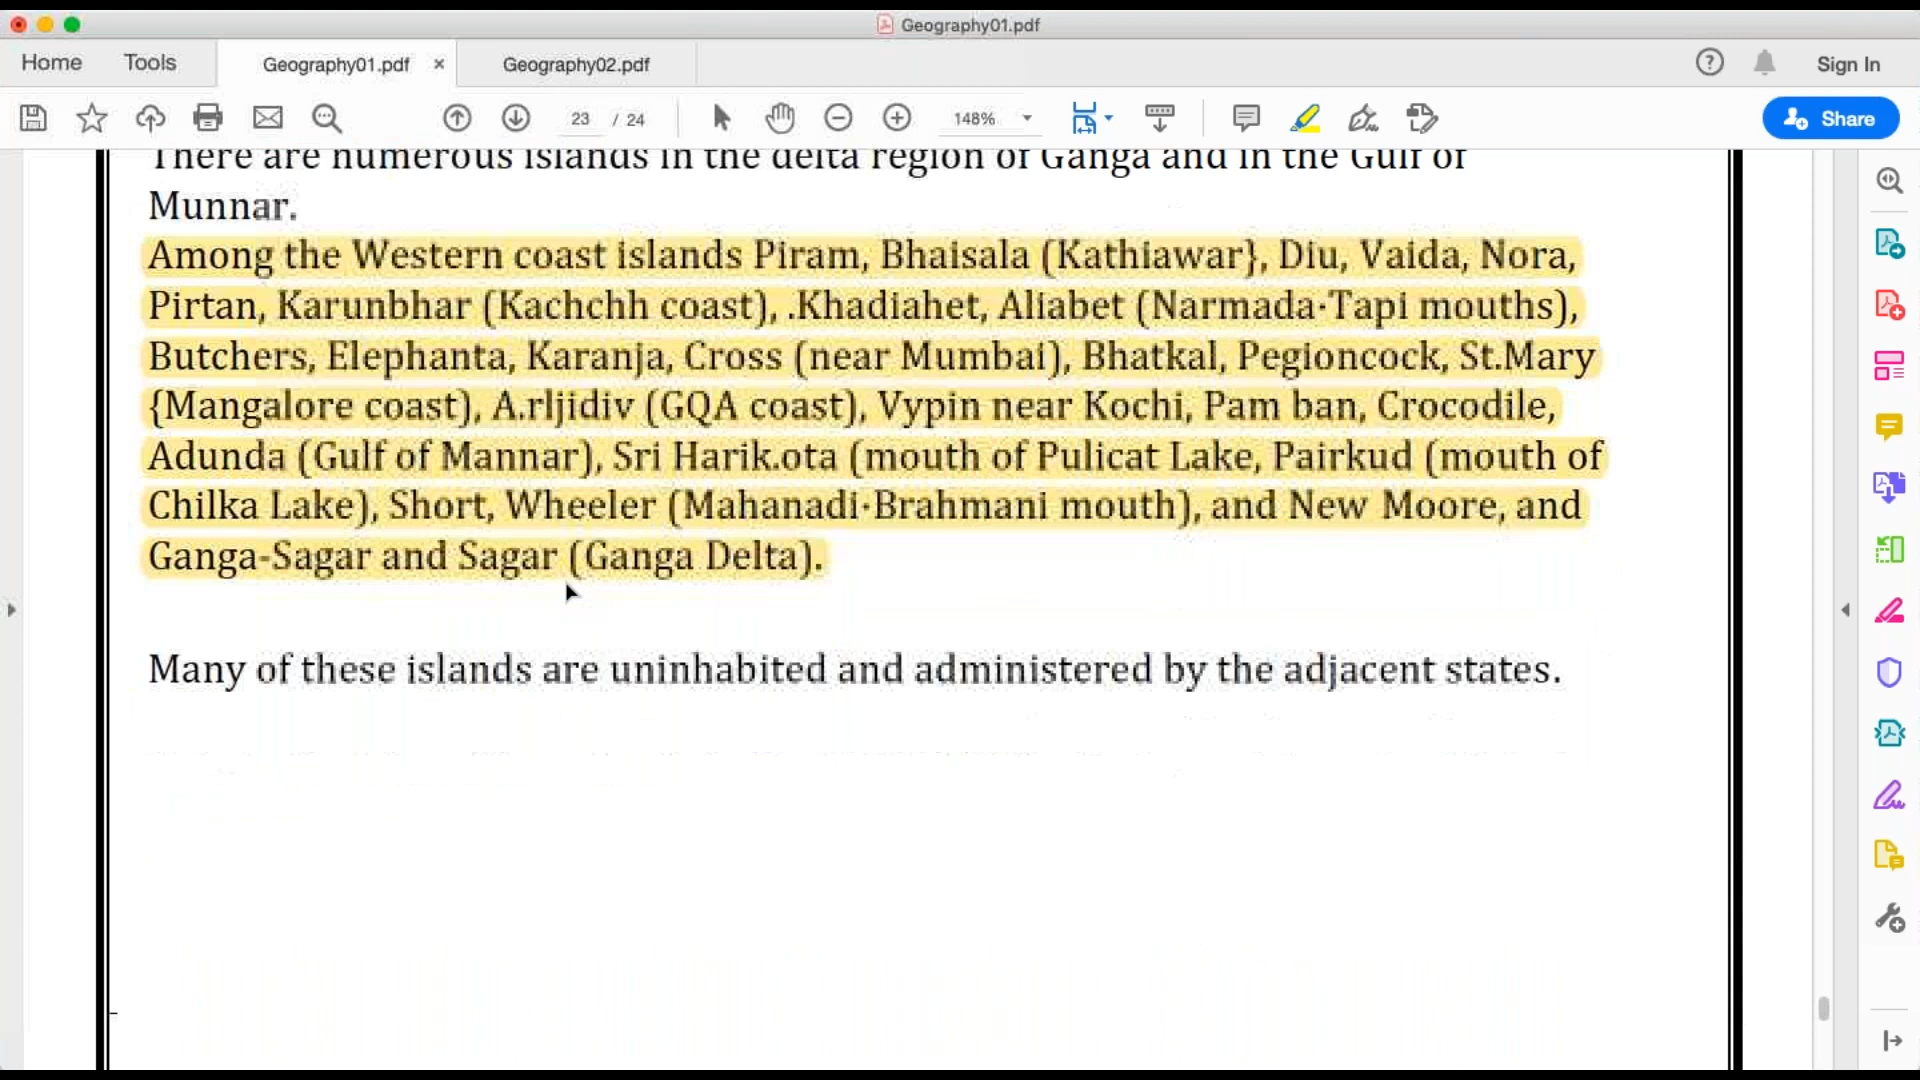 Geography01.pdf
Home Tools Geography01.pdf × Geography02.pdf Sign In
23 / 24 148% Share
There are numerous islands in the delta region of Ganga and in the Gulf of
Munnar.
Among the Western coast islands Piram, Bhaisala (Kathiawar}, Diu, Vaida, Nora,
Pirtan, Karunbhar (Kachchh coast), .Khadiahet, Aliabet (Narmada·Tapi mouths),
Butchers, Elephanta, Karanja, Cross (near Mumbai), Bhatkal, Pegioncock, St.Mary
{Mangalore coast), A.rljidiv (GQA coast), Vypin near Kochi, Pam ban, Crocodile,
Adunda (Gulf of Mannar), Sri Harik.ota (mouth of Pulicat Lake, Pairkud (mouth of
Chilka Lake), Short, Wheeler (Mahanadi·Brahmani mouth), and New Moore, and
Ganga-Sagar and Sagar (Ganga Delta).
Many of these islands are uninhabited and administered by the adjacent states.